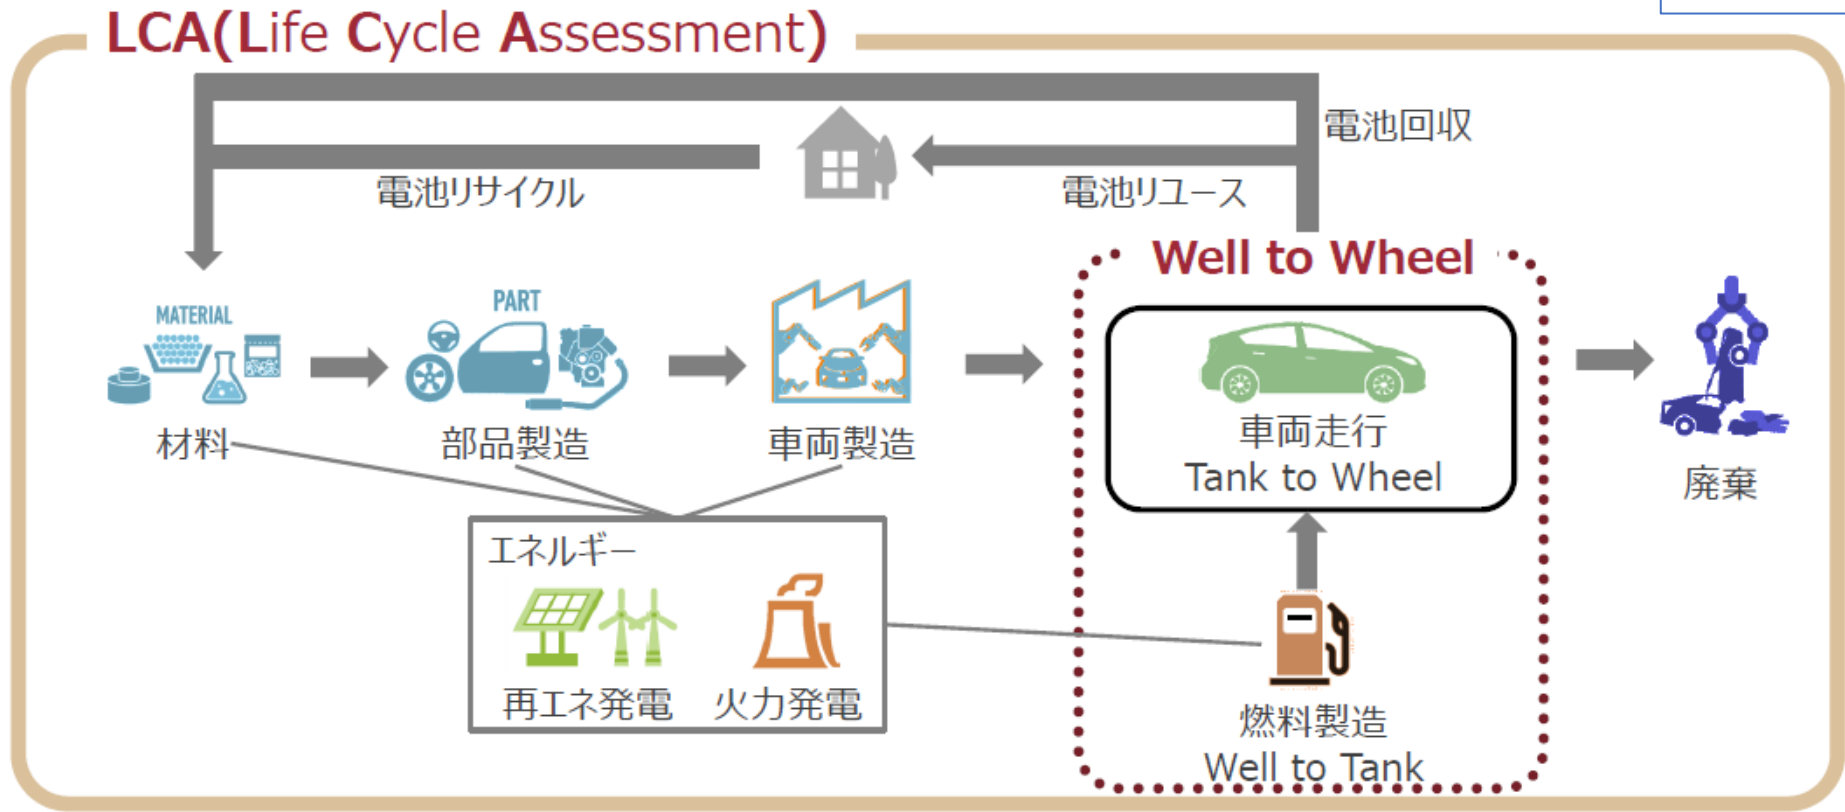 LCA(Life Cycle Assessment)
電池回収
電池リサイクル
電池リユース
Well to Wheel
MATERIAL
PART
材料
部品製造
車両製造
車両走行
Tank to Wheel
廃棄
エネルギー
再エネ発電
火力発電
燃料製造
Well to Tank